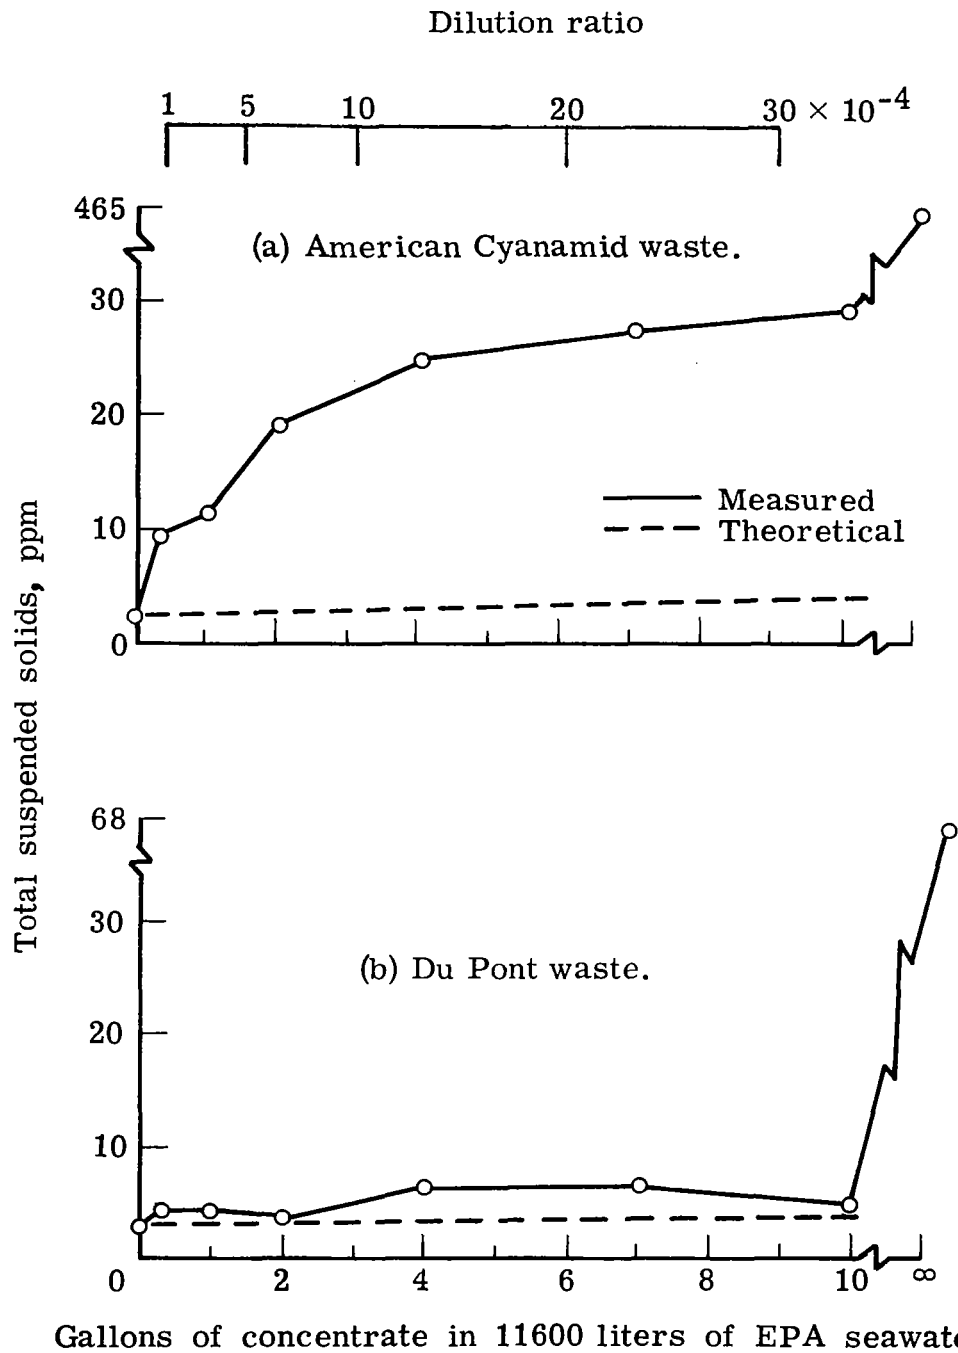 Dilution ratio
1 5 10 20 30 × 10⁻⁴
465
(a) American Cyanamid waste.
30
20
Measured
10
Theoretical
0
Total suspended solids, ppm
68
30
(b) Du Pont waste.
20
10
0 2 4 6 8 10 ∞
Gallons of concentrate in 11600 liters of EPA